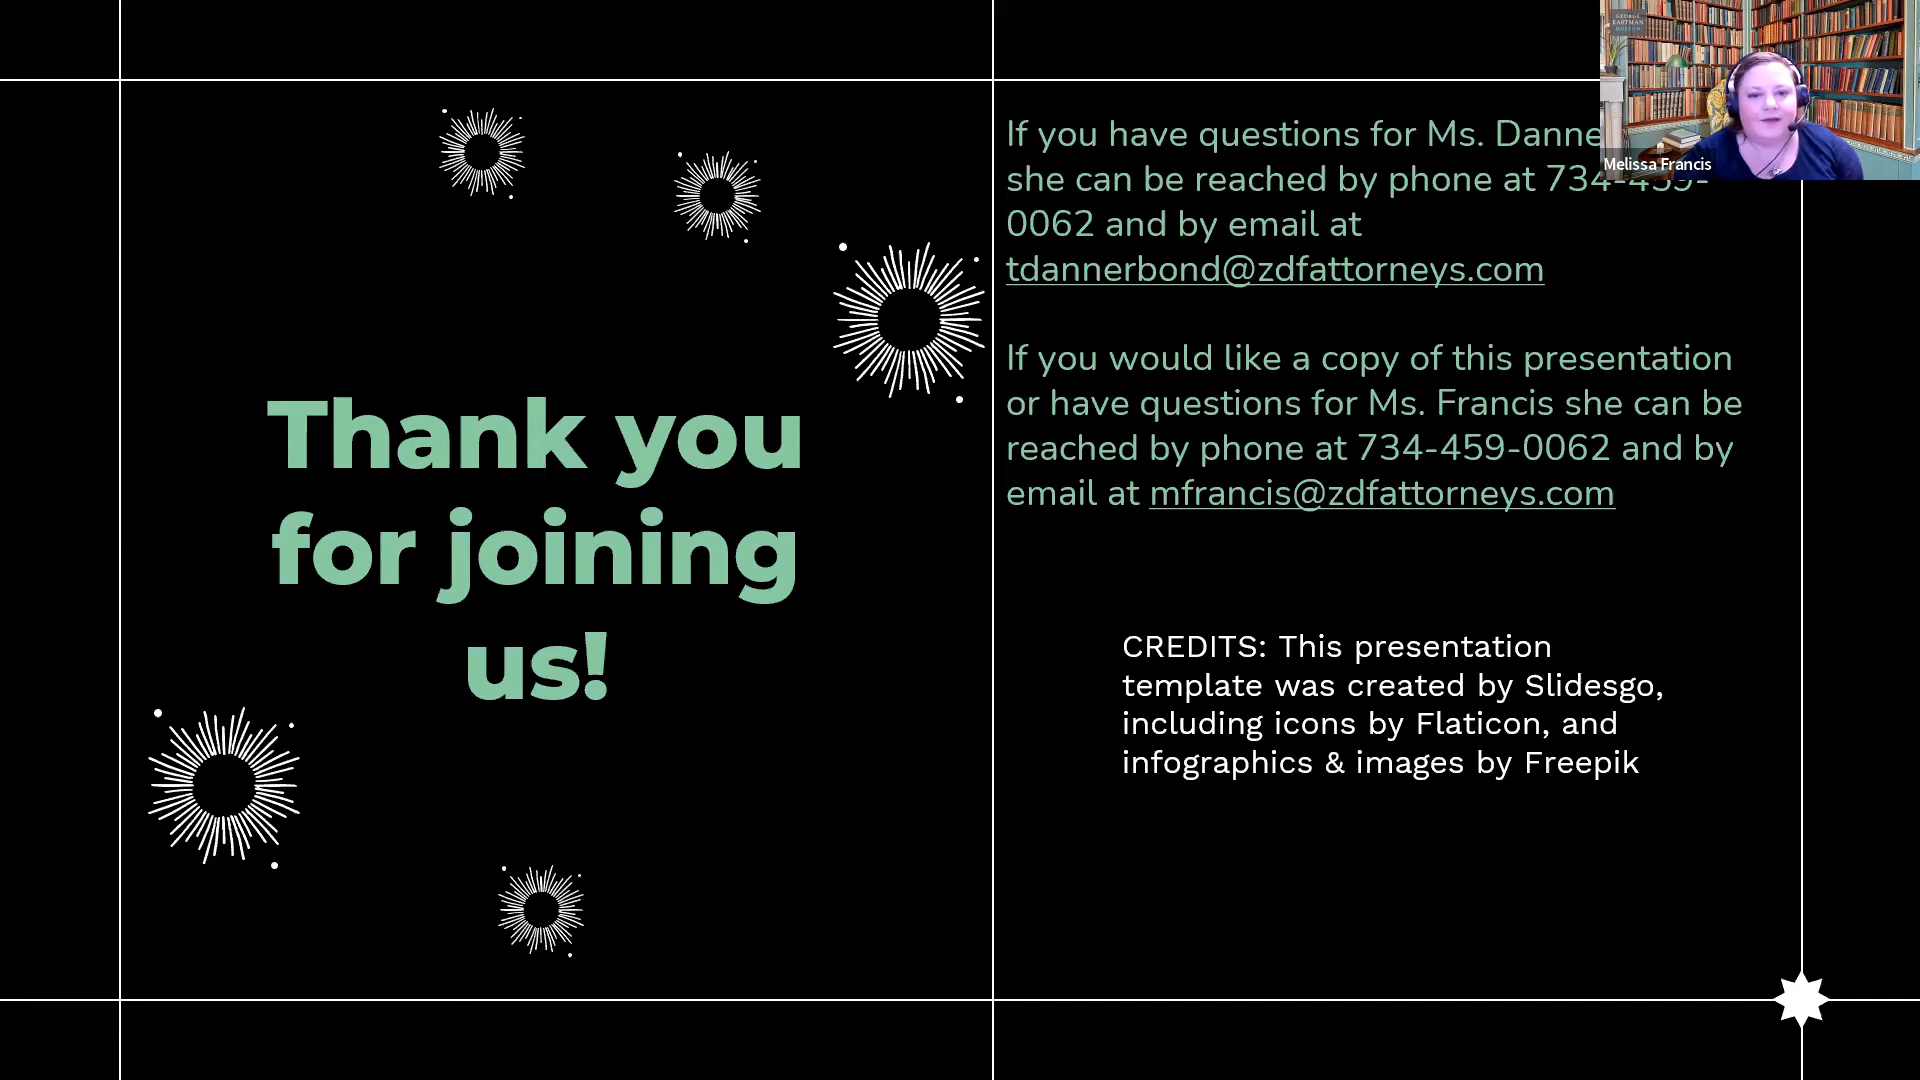 Thank you
for joining
us!
If you have questions for Ms.
she can be reached by phone at 734-459-
0062 and by email at
tdannerbond@zdfattorneys.com
If you would like a copy of this presentation
or have questions for Ms. Francis she can be
reached by phone at 734-459-0062 and by
email at mfrancis@zdfattorneys.com
CREDITS: This presentation
template was created by Slidesgo,
including icons by Flaticon, and
infographics & images by Freepik
GEORGE
EASTMAN
MUSEUM
Melissa Francis